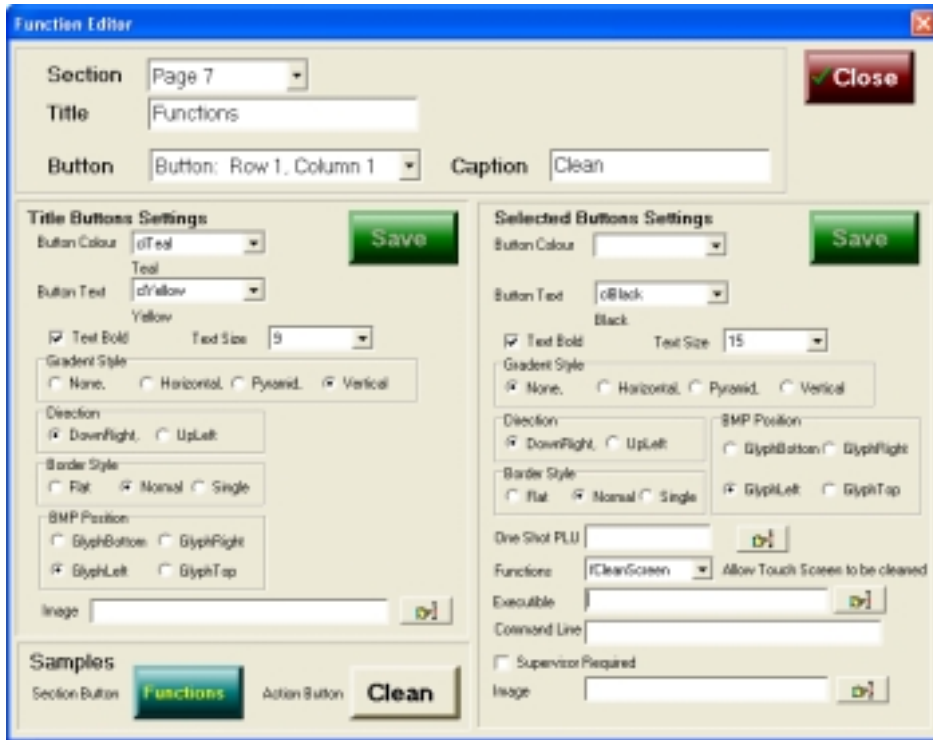 Function Editor
Section Page 7
Close
Title Functions
Button Button: Row 1, Column 1 Caption Clean
Title Buttons Settings
Save
Button Colour clTeal
Teal
Button Text clYellow
Yellow
Text Bold Text Size 9
Gradent Style
None, Horizontal, Pyramid, Vertical
Direction
DownRight, UpLeft
Border Style
Flat Normal Single
BMP Position
GlyphBottom GlyphRight
GlyphLeft GlyphTop
Image
Samples
Section Button Functions Action Button Clean
Selected Buttons Settings
Save
Button Colour
Button Text clBlack
Black
Text Bold Text Size 15
Gradent Style
None, Horizontal, Pyramid, Vertical
Direction
DownRight, UpLeft
BMP Position
GlyphBottom GlyphRight
GlyphLeft GlyphTop
Border Style
Flat Normal Single
One Shot PLU
Functions fCleanScreen Allow Touch Screen to be cleaned
Executible
Command Line
Supervisor Required
Image